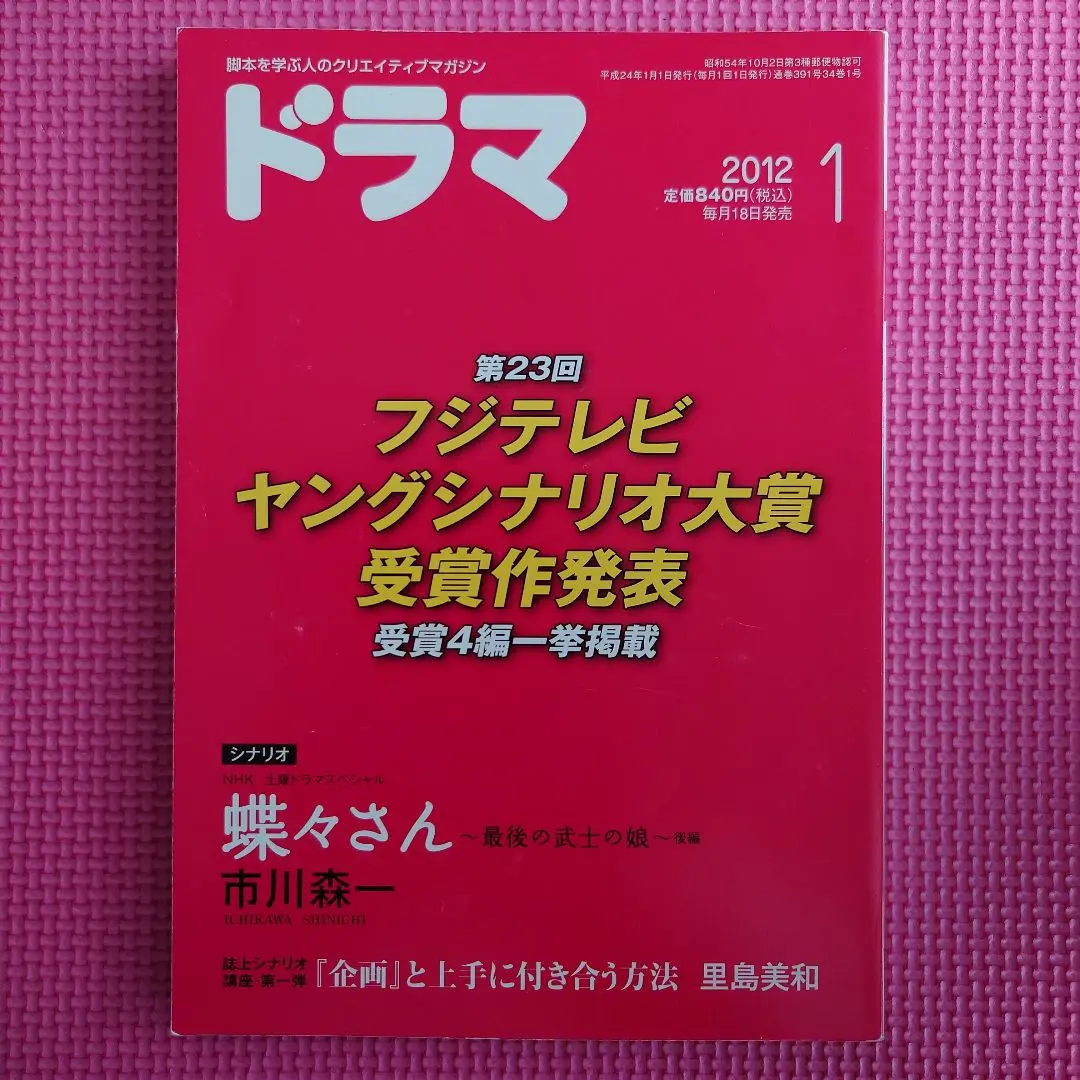 脚本を学ぶ人のクリエイティブマガジン
昭和54年10月2日第3種郵便物認可
平成24年1月1日発行(毎月1回1日発行)通巻391号34巻1号
ドラマ
2012 1
定価840円(税込)
毎月18日発売
第23回
フジテレビ
ヤングシナリオ大賞
受賞作発表
受賞4編一挙掲載
シナリオ
NHK 土曜ドラマスペシャル
蝶々さん ～最後の武士の娘～ 後編
市川森一
ICHIKAWA SHINICHI
誌上シナリオ
講座・第一弾
『企画』と上手に付き合う方法 里島美和